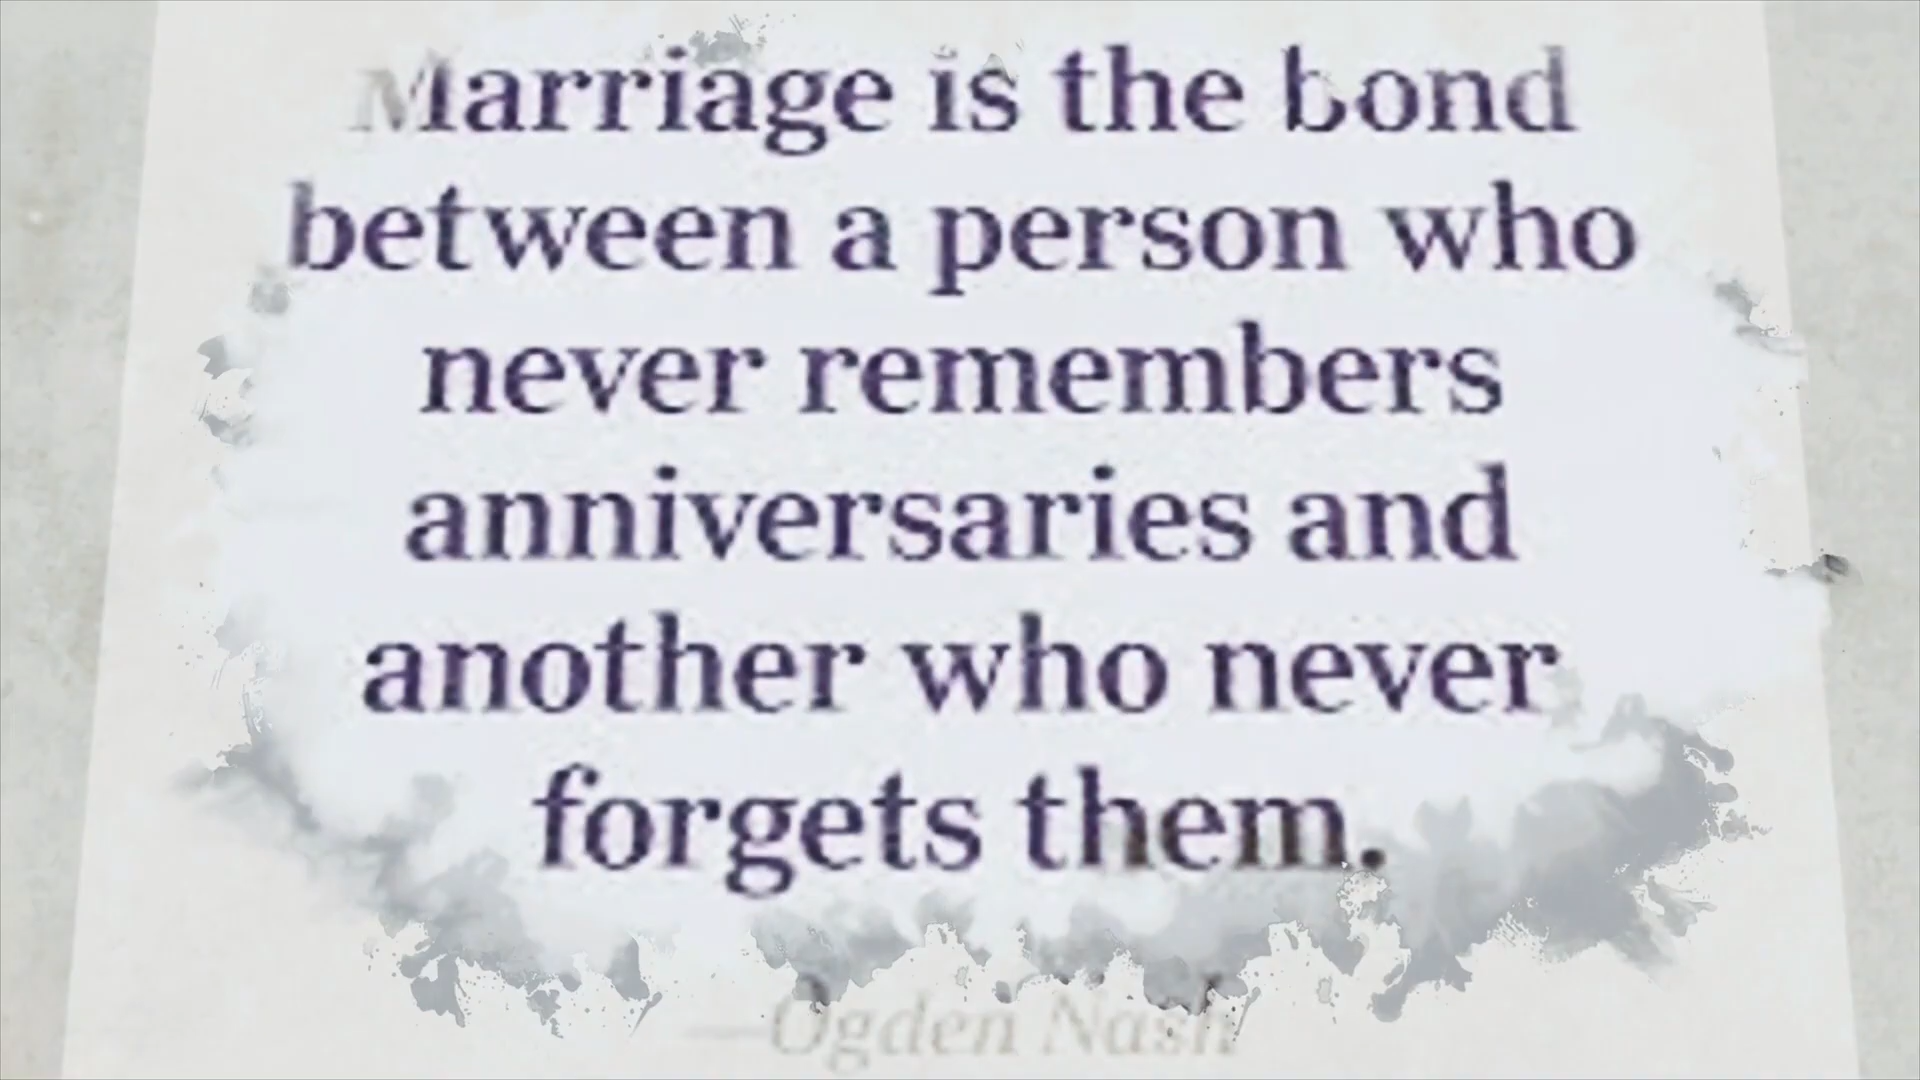 Marriage is the bond
between a person who
never remembers
anniversaries and
another who never
forgets them.
—Ogden Nash